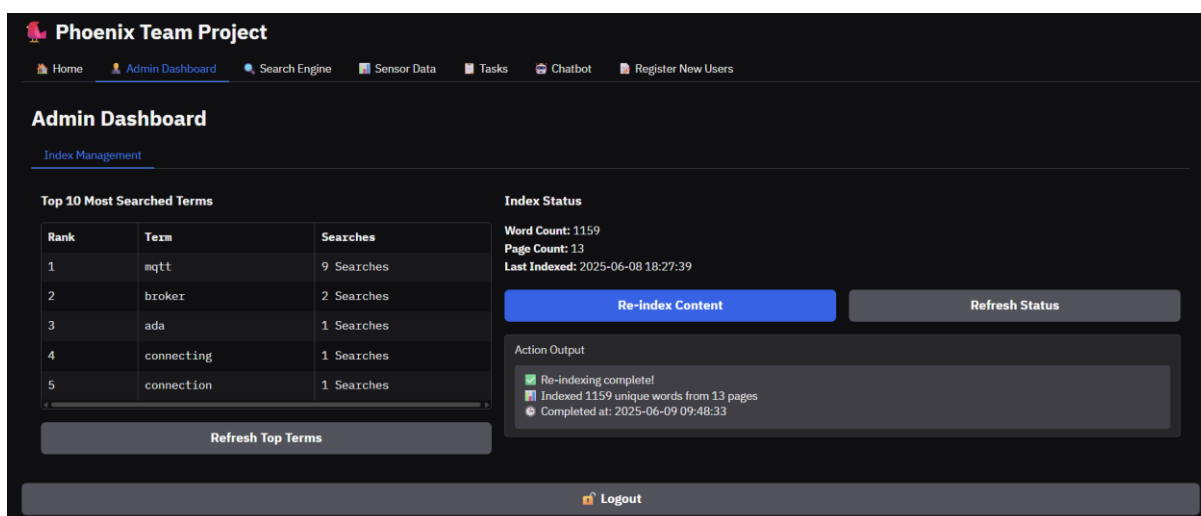 Phoenix Team Project
Home Admin Dashboard Search Engine Sensor Data Tasks Chatbot Register New Users
Admin Dashboard
Index Management
Top 10 Most Searched Terms
Rank Term Searches
1 mqtt 9 Searches
2 broker 2 Searches
3 ada 1 Searches
4 connecting 1 Searches
5 connection 1 Searches
Refresh Top Terms
Index Status
Word Count: 1159
Page Count: 13
Last Indexed: 2025-06-08 18:27:39
Re-index Content Refresh Status
Action Output
Re-indexing complete!
Indexed 1159 unique words from 13 pages
Completed at: 2025-06-09 09:48:33
Logout